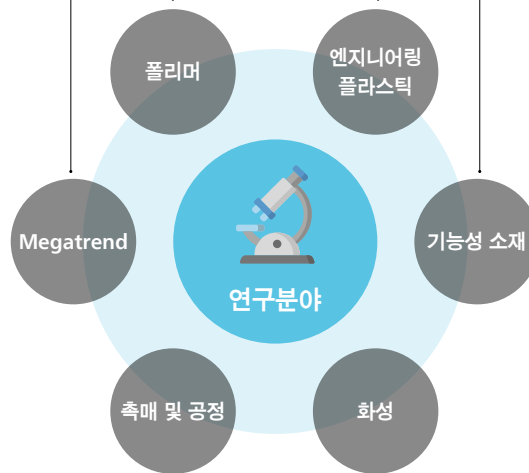 폴리머
엔지니어링
플라스틱
Megatrend
기능성 소재
연구분야
촉매 및 공정
화성